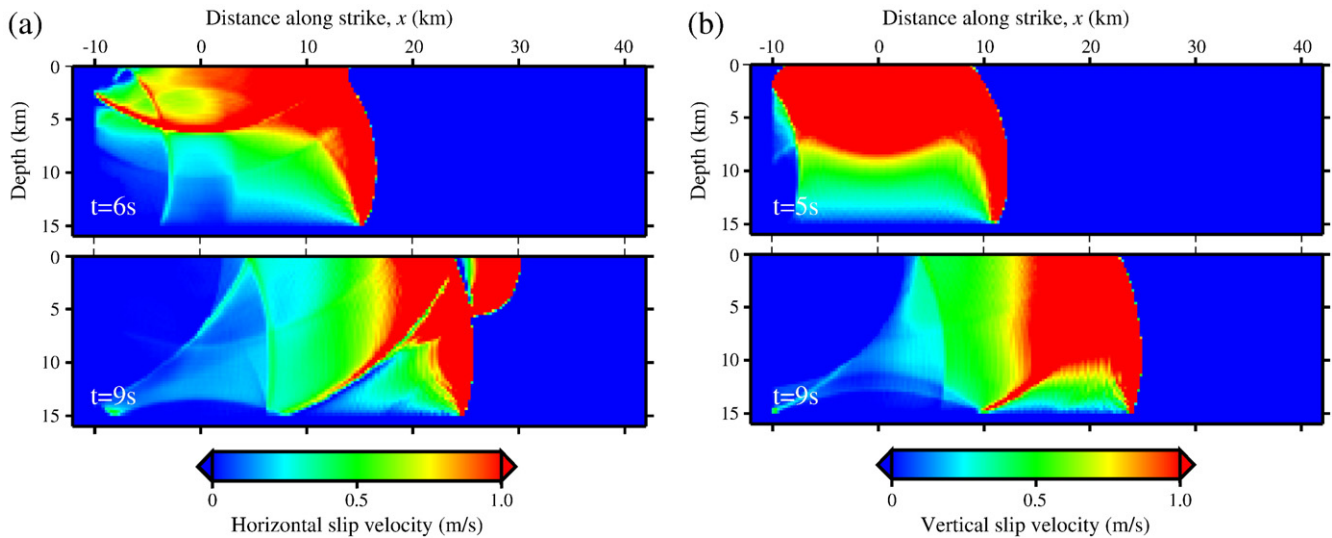 (a)
Distance along strike, x (km)
-10 0 10 20 30 40
Depth (km)
0
5
10
15
t=6s
0
5
10
15
t=9s
0 0.5 1.0
Horizontal slip velocity (m/s)
(b)
Distance along strike, x (km)
-10 0 10 20 30 40
Depth (km)
0
5
10
15
t=5s
0
5
10
15
t=9s
0 0.5 1.0
Vertical slip velocity (m/s)